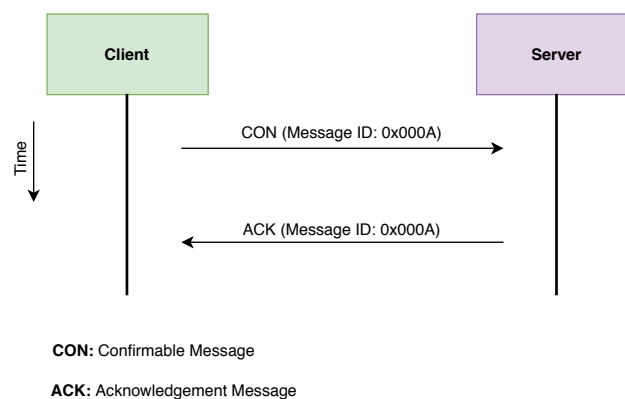 Client
Server
Time
CON (Message ID: 0x000A)
ACK (Message ID: 0x000A)
CON: Confirmable Message
ACK: Acknowledgement Message